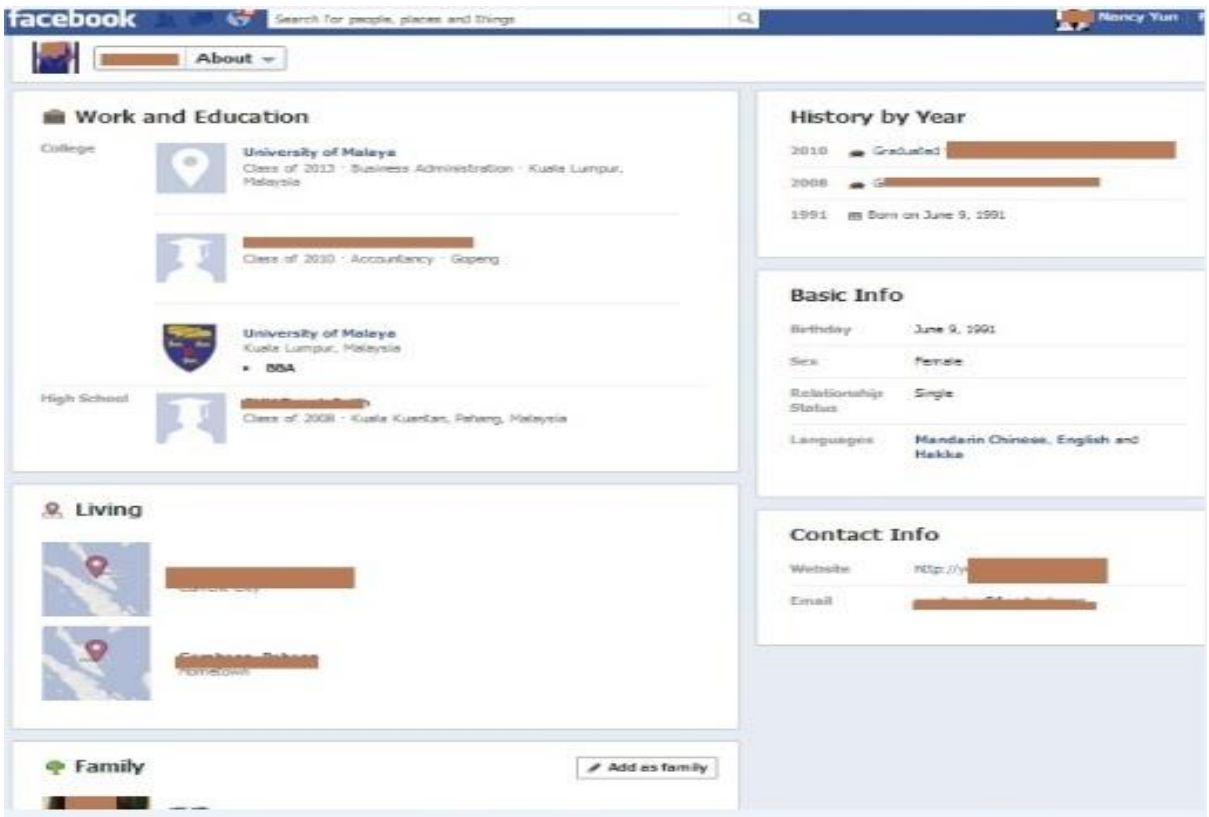 facebook
Search for people, places and things
Nancy Yun
About
Work and Education
College
University of Malaya
Class of 2013 · Business Administration · Kuala Lumpur,
Malaysia
Class of 2010 · Accountancy · Gopeng
University of Malaya
Kuala Lumpur, Malaysia
• BBA
High School
Class of 2008 · Kuala Kuantan, Pahang, Malaysia
Living
Hometown
Family
Add as family
History by Year
2010 Graduated
2008
1991 Born on June 9, 1991
Basic Info
Birthday June 9, 1991
Sex Female
Relationship Single
Status
Languages Mandarin Chinese, English and
Hakka
Contact Info
Website http://y
Email